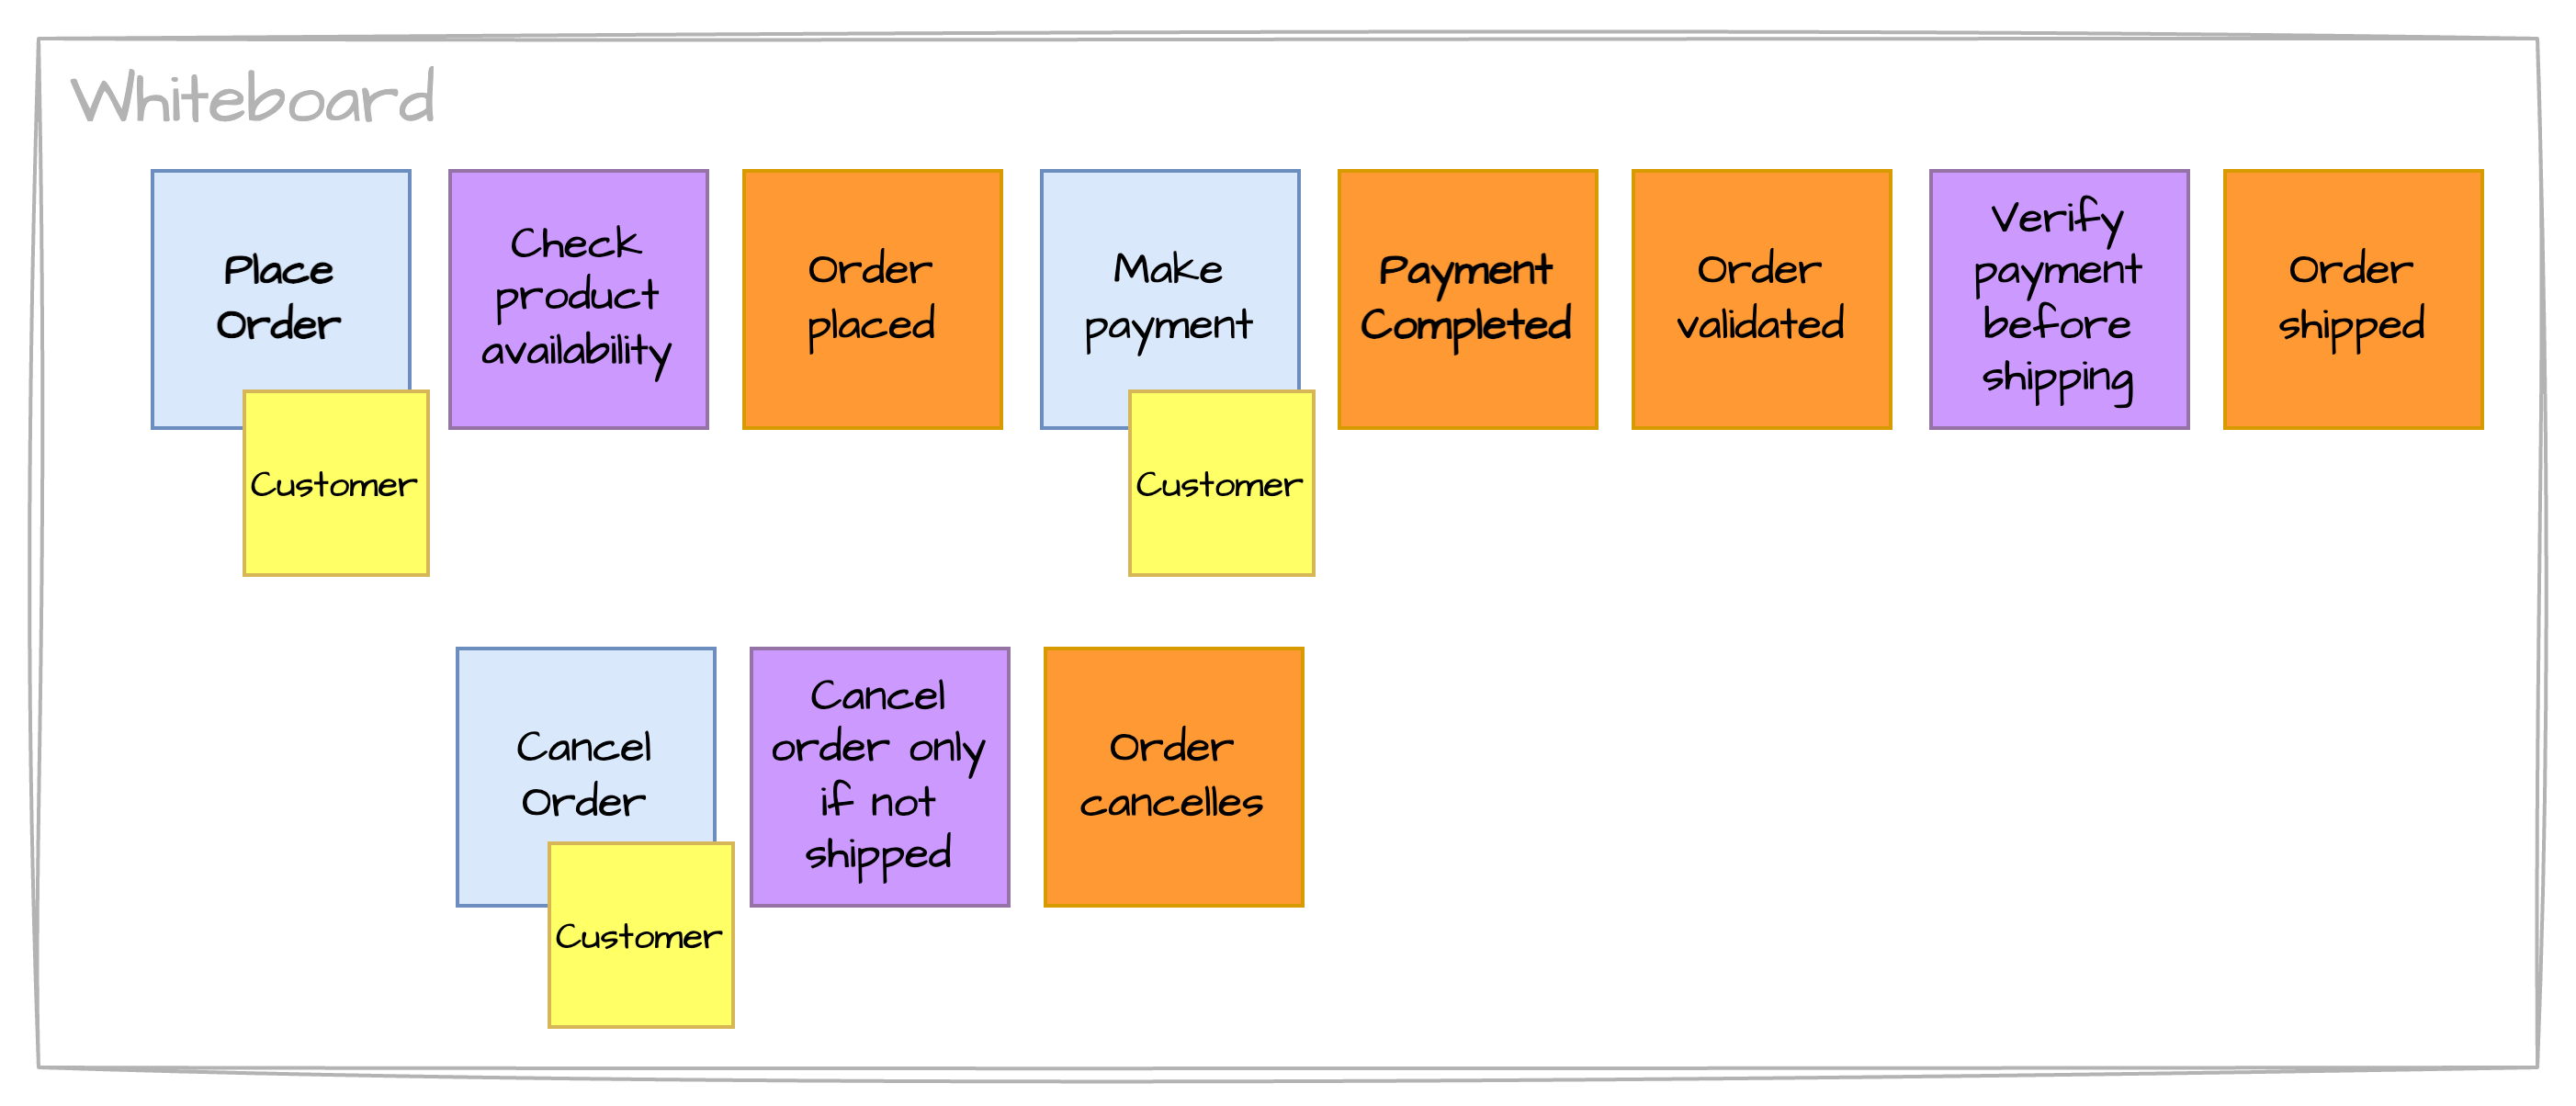 Whiteboard
Place
Order
Customer
Check
product
availability
Order
placed
Make
payment
Customer
Payment
Completed
Order
validated
Verify
payment
before
shipping
Order
shipped
Cancel
Order
Customer
Cancel
order only
if not
shipped
Order
cancelles